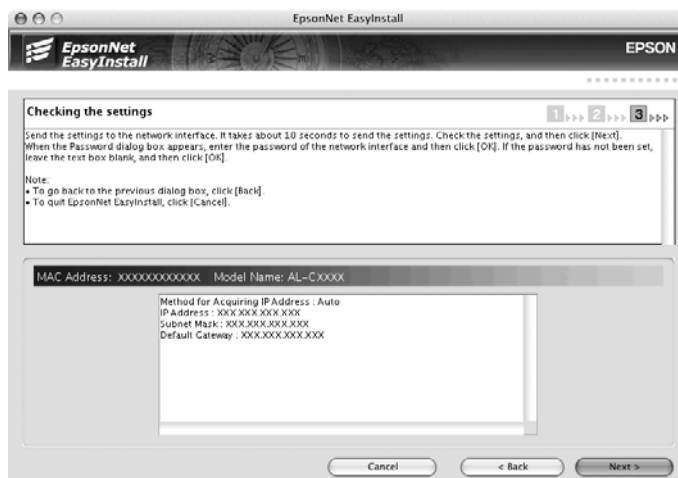 EpsonNet EasyInstall
EpsonNet
EasyInstall
EPSON
Checking the settings
1 2 3
Send the settings to the network interface. It takes about 10 seconds to send the settings. Check the settings, and then click [Next].
When the Password dialog box appears, enter the password of the network interface and then click [OK]. If the password has not been set,
leave the text box blank, and then click [OK].
Note:
• To go back to the previous dialog box, click [Back].
• To quit EpsonNet EasyInstall, click [Cancel].
MAC Address: XXXXXXXXXXXX Model Name: AL-CXXXX
Method for Acquiring IP Address : Auto
IP Address : XXX.XXX.XXX.XXX
Subnet Mask : XXX.XXX.XXX.XXX
Default Gateway : XXX.XXX.XXX.XXX
Cancel < Back Next >